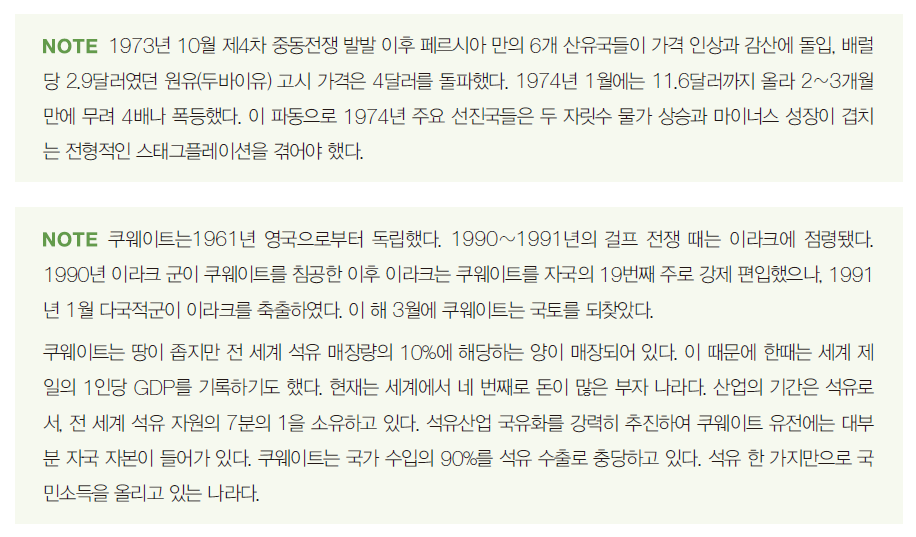 NOTE 1973년 10월 제4차 중동전쟁 발발 이후 페르시아 만의 6개 산유국들이 가격 인상과 감산에 돌입, 배럴
당 2.9달러였던 원유(두바이유) 고시 가격은 4달러를 돌파했다. 1974년 1월에는 11.6달러까지 올라 2~3개월
만에 무려 4배나 폭등했다. 이 파동으로 1974년 주요 선진국들은 두 자릿수 물가 상승과 마이너스 성장이 겹치
는 전형적인 스태그플레이션을 겪어야 했다.
NOTE 쿠웨이트는1961년 영국으로부터 독립했다. 1990~1991년의 걸프 전쟁 때는 이라크에 점령됐다.
1990년 이라크 군이 쿠웨이트를 침공한 이후 이라크는 쿠웨이트를 자국의 19번째 주로 강제 편입했으나, 1991
년 1월 다국적군이 이라크를 축출하였다. 이 해 3월에 쿠웨이트는 국토를 되찾았다.
쿠웨이트는 땅이 좁지만 전 세계 석유 매장량의 10%에 해당하는 양이 매장되어 있다. 이 때문에 한때는 세계 제
일의 1인당 GDP를 기록하기도 했다. 현재는 세계에서 네 번째로 돈이 많은 부자 나라다. 산업의 기간은 석유로
서, 전 세계 석유 자원의 7분의 1을 소유하고 있다. 석유산업 국유화를 강력히 추진하여 쿠웨이트 유전에는 대부
분 자국 자본이 들어가 있다. 쿠웨이트는 국가 수입의 90%를 석유 수출로 충당하고 있다. 석유 한 가지만으로 국
민소득을 올리고 있는 나라다.